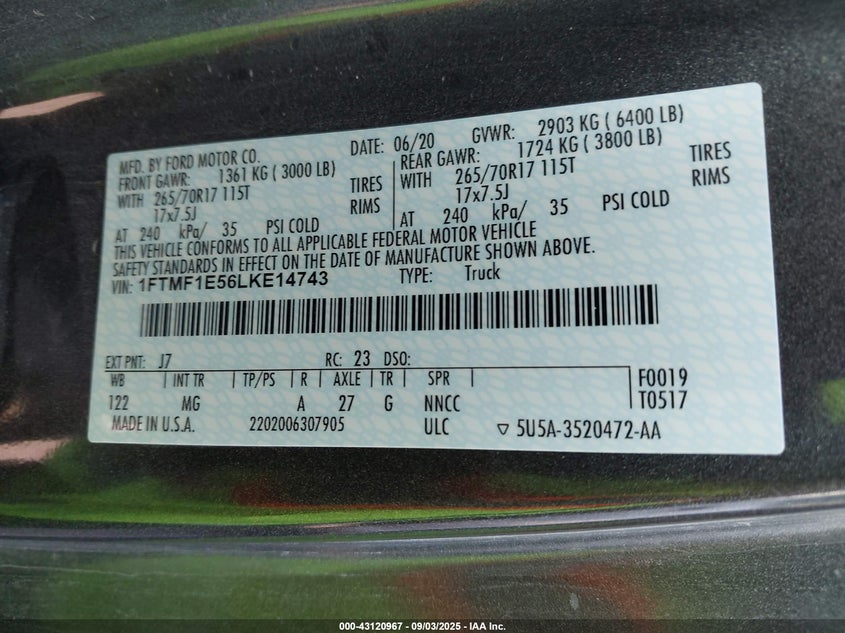 MFD. BY FORD MOTOR CO. DATE: 06/20 GVWR: 2903 KG ( 6400 LB)
FRONT GAWR: 1361 KG ( 3000 LB) REAR GAWR: 1724 KG ( 3800 LB)
WITH 265/70R17 115T TIRES WITH 265/70R17 115T TIRES
17x7.5J RIMS 17x7.5J RIMS
AT 240 kPa/ 35 PSI COLD AT 240 kPa/ 35 PSI COLD
THIS VEHICLE CONFORMS TO ALL APPLICABLE FEDERAL MOTOR VEHICLE
SAFETY STANDARDS IN EFFECT ON THE DATE OF MANUFACTURE SHOWN ABOVE.
VIN: 1FTMF1E56LKE14743 TYPE: Truck
EXT PNT: J7 RC: 23 DSO:
WB INT TR TP/PS R AXLE TR SPR F0019
122 MG A 27 G NNCC T0517
MADE IN U.S.A. 2202006307905 ULC ▽ 5U5A-3520472-AA
000-43120967 - 09/03/2025 - IAA Inc.